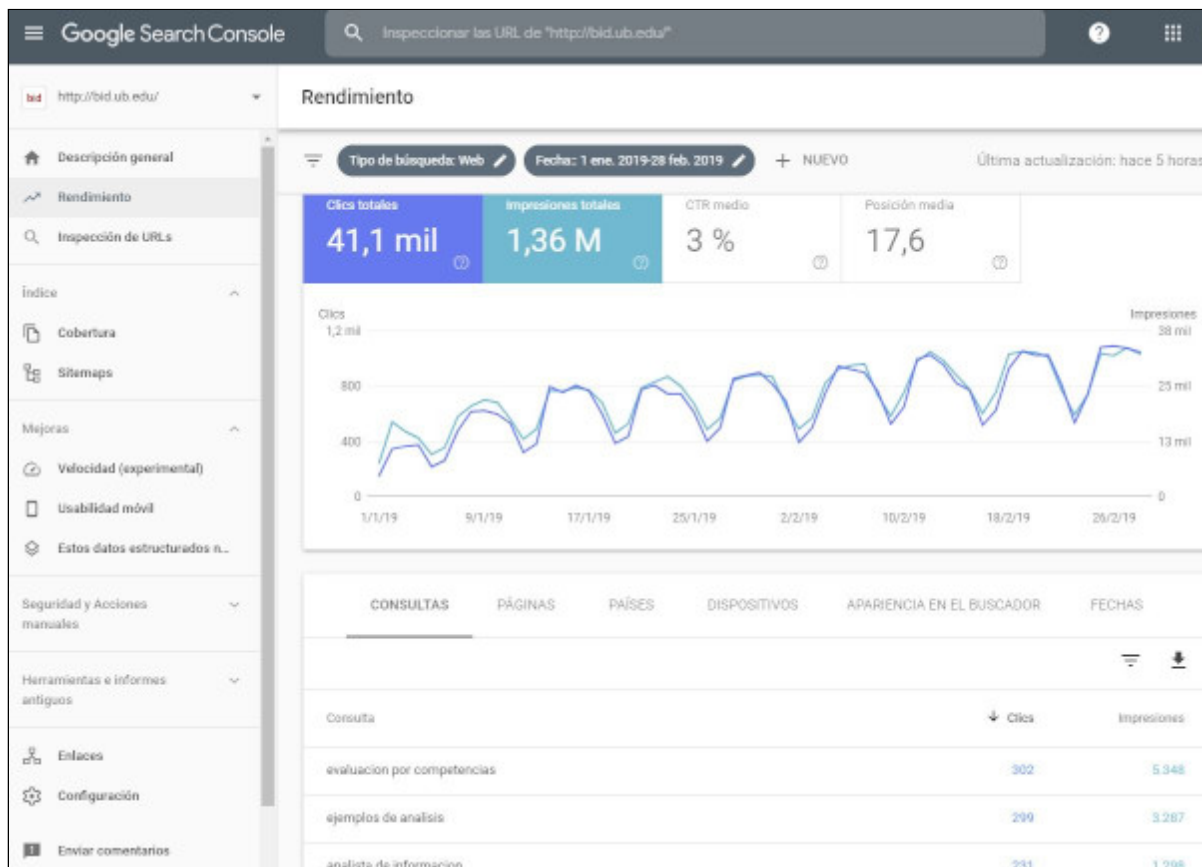 Google Search Console
Inspeccionar las URL de "http://bid.ub.edu/"
bid
http://bid.ub.edu/
Rendimiento
Descripción general
Rendimiento
Inspección de URLs
Índice
Cobertura
Sitemaps
Mejoras
Velocidad (experimental)
Usabilidad móvil
Estos datos estructurados n...
Seguridad y Acciones
manuales
Herramientas e informes
antiguos
Enlaces
Configuración
Enviar comentarios
Tipo de búsqueda: Web
Fecha:: 1 ene. 2019-28 feb. 2019
+ NUEVO
Última actualización: hace 5 horas
Clics totales
41,1 mil
Impresiones totales
1,36 M
CTR medio
3 %
Posición media
17,6
Clics
Impresiones
1,2 mil
800
400
0
38 mil
25 mil
13 mil
0
1/1/19 9/1/19 17/1/19 25/1/19 2/2/19 10/2/19 18/2/19 26/2/19
CONSULTAS PÁGINAS PAÍSES DISPOSITIVOS APARIENCIA EN EL BUSCADOR FECHAS
Consulta Clics Impresiones
evaluacion por competencias 302 5.348
ejemplos de analisis 299 3.287
analista de informacion 231 1.298